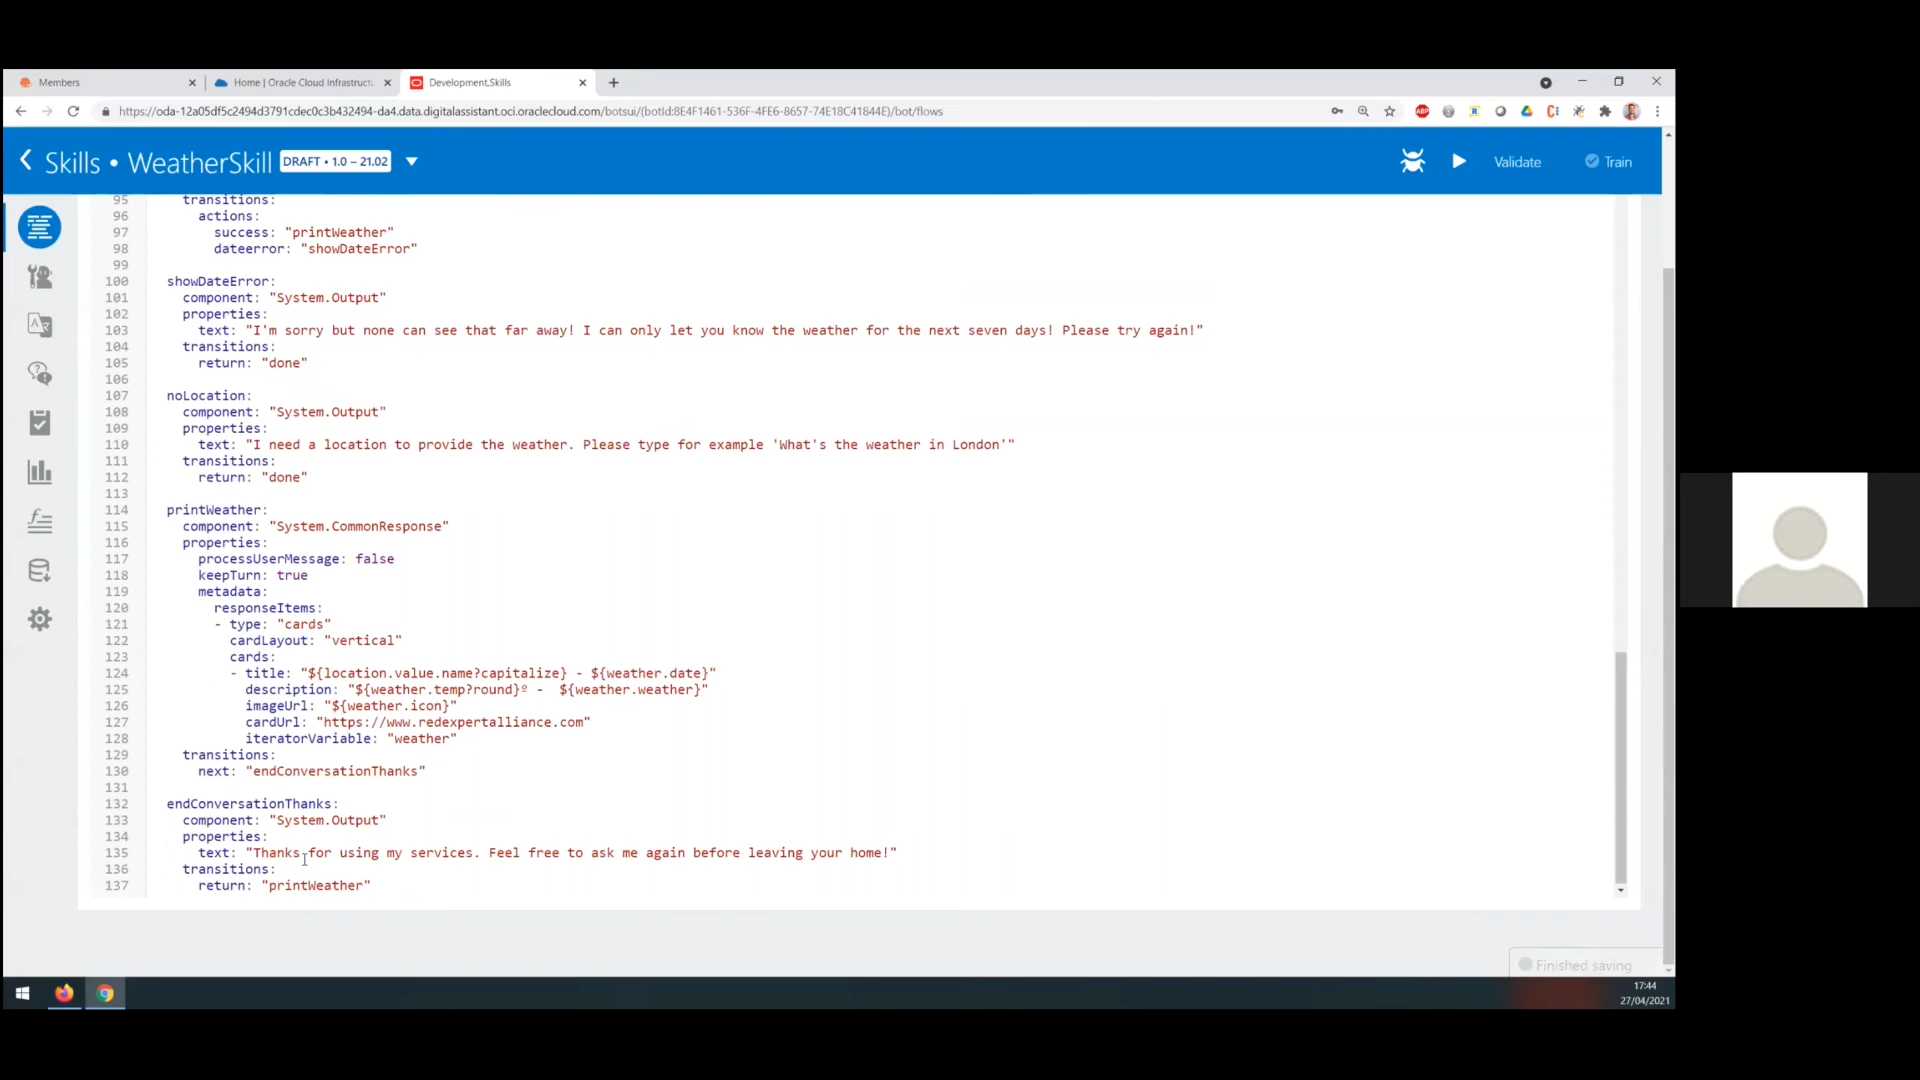 Members
Home | Oracle Cloud Infrastruct
Development,Skills
https://oda-12a05df5c2494d3791cdec0c3b432494-da4.data.digitalassistant.oci.oraclecloud.com/botsui/(botId:8E4F1461-536F-4FE6-8657-74E18C41844E)/bot/flows
Skills • WeatherSkill DRAFT • 1.0 – 21.02
Validate
Train
95 transitions:
96 actions:
97 success: "printWeather"
98 dateerror: "showDateError"
99
100 showDateError:
101 component: "System.Output"
102 properties:
103 text: "I'm sorry but none can see that far away! I can only let you know the weather for the next seven days! Please try again!"
104 transitions:
105 return: "done"
106
107 noLocation:
108 component: "System.Output"
109 properties:
110 text: "I need a location to provide the weather. Please type for example 'What's the weather in London'"
111 transitions:
112 return: "done"
113
114 printWeather:
115 component: "System.CommonResponse"
116 properties:
117 processUserMessage: false
118 keepTurn: true
119 metadata:
120 responseItems:
121 - type: "cards"
122 cardLayout: "vertical"
123 cards:
124 - title: "${location.value.name?capitalize} - ${weather.date}"
125 description: "${weather.temp?round}º -  ${weather.weather}"
126 imageUrl: "${weather.icon}"
127 cardUrl: "https://www.redexpertalliance.com"
128 iteratorVariable: "weather"
129 transitions:
130 next: "endConversationThanks"
131
132 endConversationThanks:
133 component: "System.Output"
134 properties:
135 text: "Thanks for using my services. Feel free to ask me again before leaving your home!"
136 transitions:
137 return: "printWeather"
Finished saving
17:44
27/04/2021